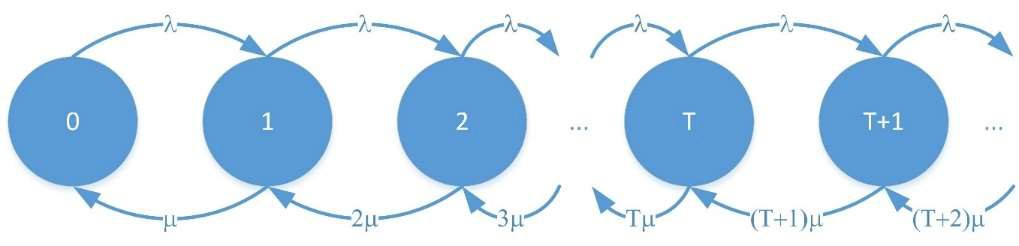 λ λ λ λ λ λ
0 1 2 ... T T+1 ...
μ 2μ 3μ Tμ (T+1)μ (T+2)μ